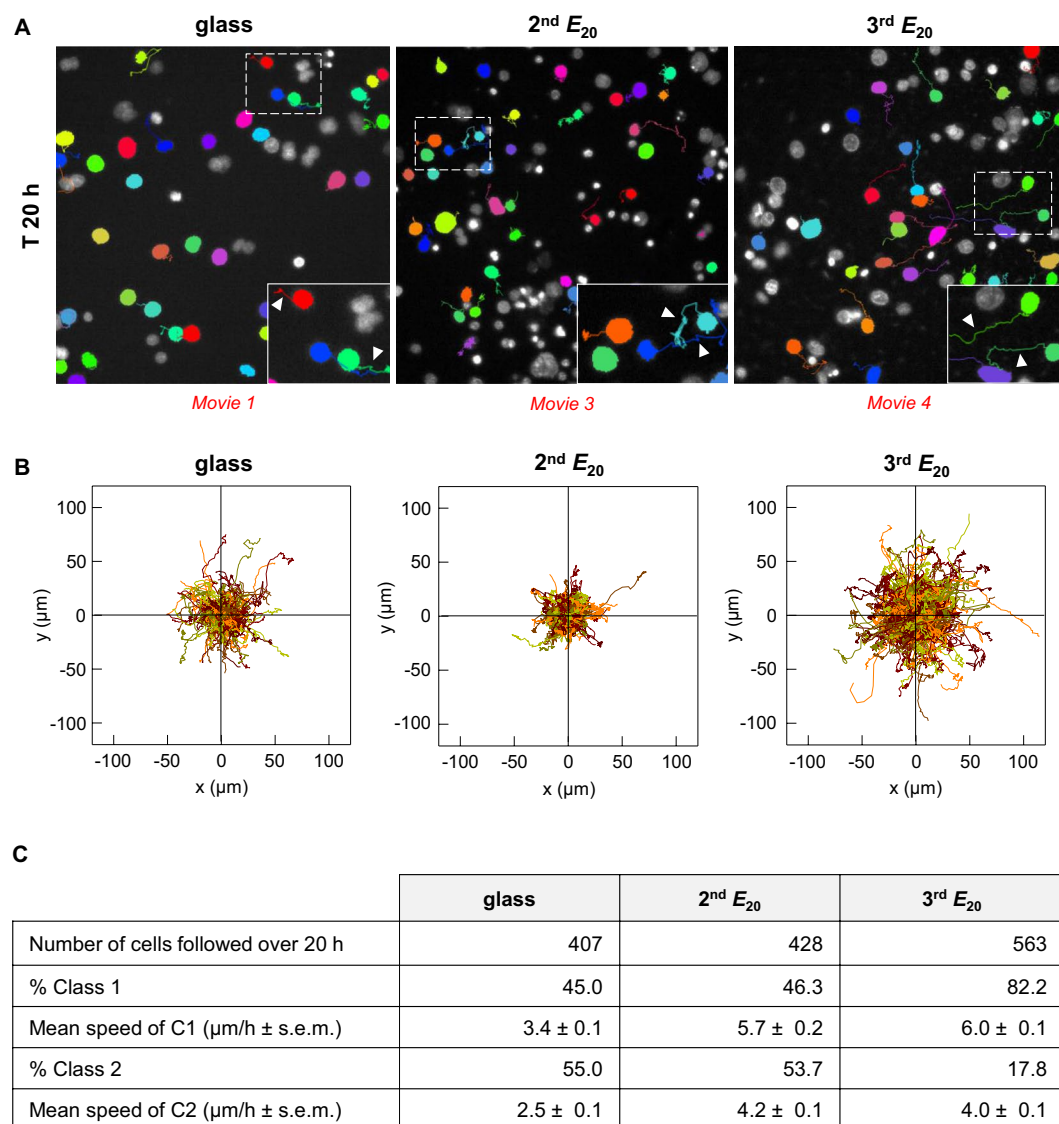 A
glass
2nd E20
3rd E20
T 20 h
Movie 1
Movie 3
Movie 4
B
glass
2nd E20
3rd E20
100
50
0
-50
-100
y (µm)
-100 -50 0 50 100
x (µm)
100
50
0
-50
-100
y (µm)
-100 -50 0 50 100
x (µm)
100
50
0
-50
-100
y (µm)
-100 -50 0 50 100
x (µm)
C
glass 2nd E20 3rd E20
Number of cells followed over 20 h 407 428 563
% Class 1 45.0 46.3 82.2
Mean speed of C1 (µm/h ± s.e.m.) 3.4 ± 0.1 5.7 ± 0.2 6.0 ± 0.1
% Class 2 55.0 53.7 17.8
Mean speed of C2 (µm/h ± s.e.m.) 2.5 ± 0.1 4.2 ± 0.1 4.0 ± 0.1